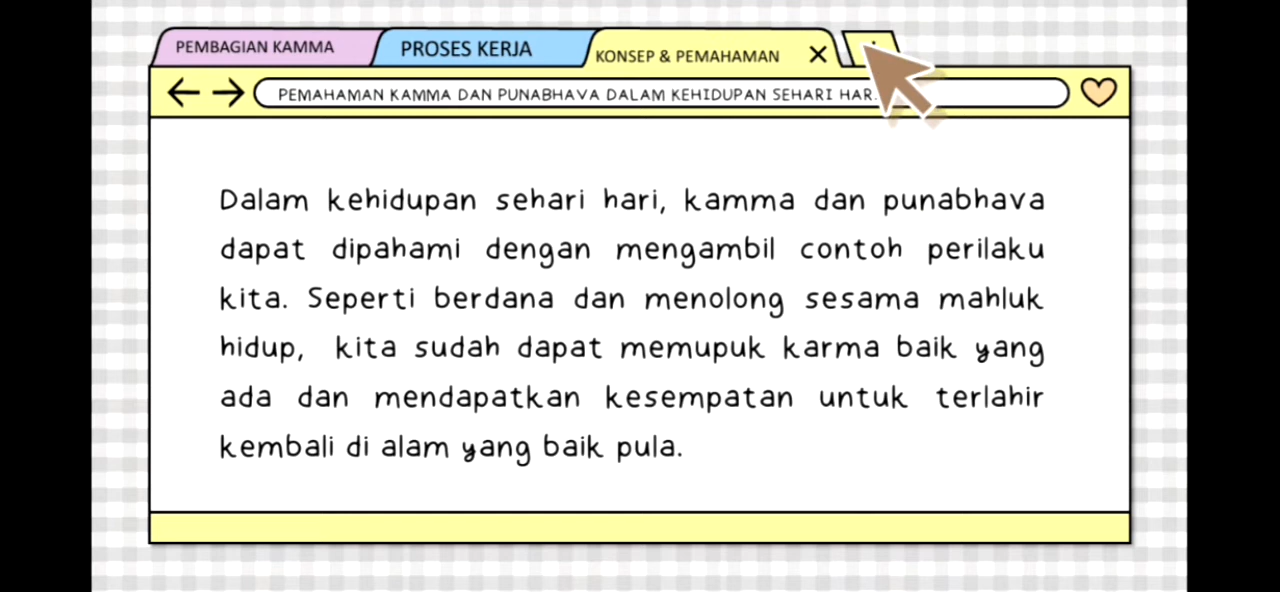 PEMBAGIAN KAMMA
PROSES KERJA
KONSEP & PEMAHAMAN
PEMAHAMAN KAMMA DAN PUNABHAVA DALAM KEHIDUPAN SEHARI
Dalam kehidupan sehari hari, kamma dan punabhava
dapat dipahami dengan mengambil contoh perilaku
kita. Seperti berdana dan menolong sesama mahluk
hidup, kita sudah dapat memupuk karma baik yang
ada dan mendapatkan kesempatan untuk terlahir
kembali di alam yang baik pula.